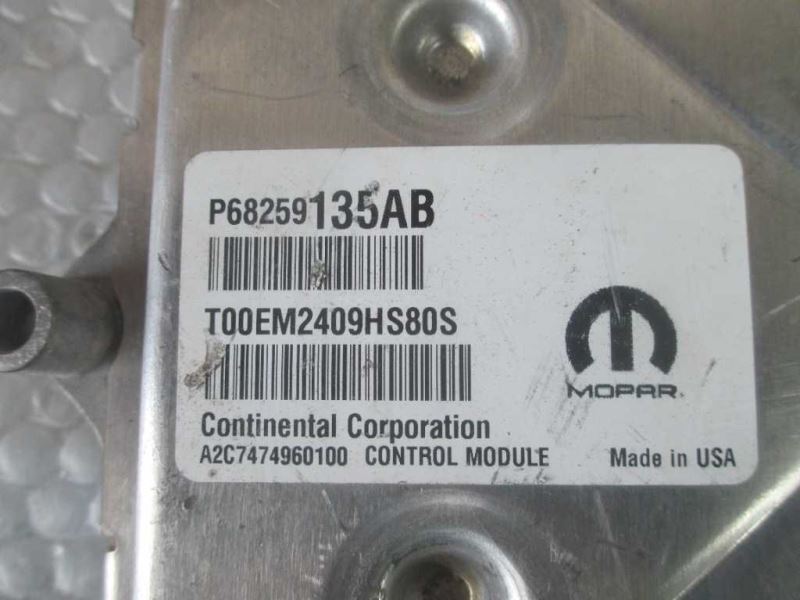 P68259135AB
T00EM2409HS80S
MOPAR
Continental Corporation
A2C7474960100 CONTROL MODULE Made in USA